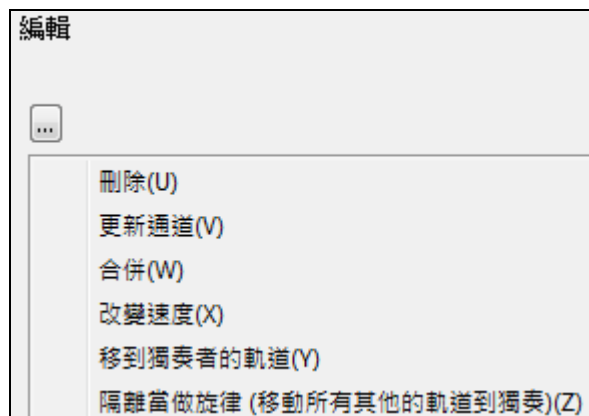 編輯
...
刪除(U)
更新通道(V)
合併(W)
改變速度(X)
移到獨奏者的軌道(Y)
隔離當做旋律 (移動所有其他的軌道到獨奏)(Z)